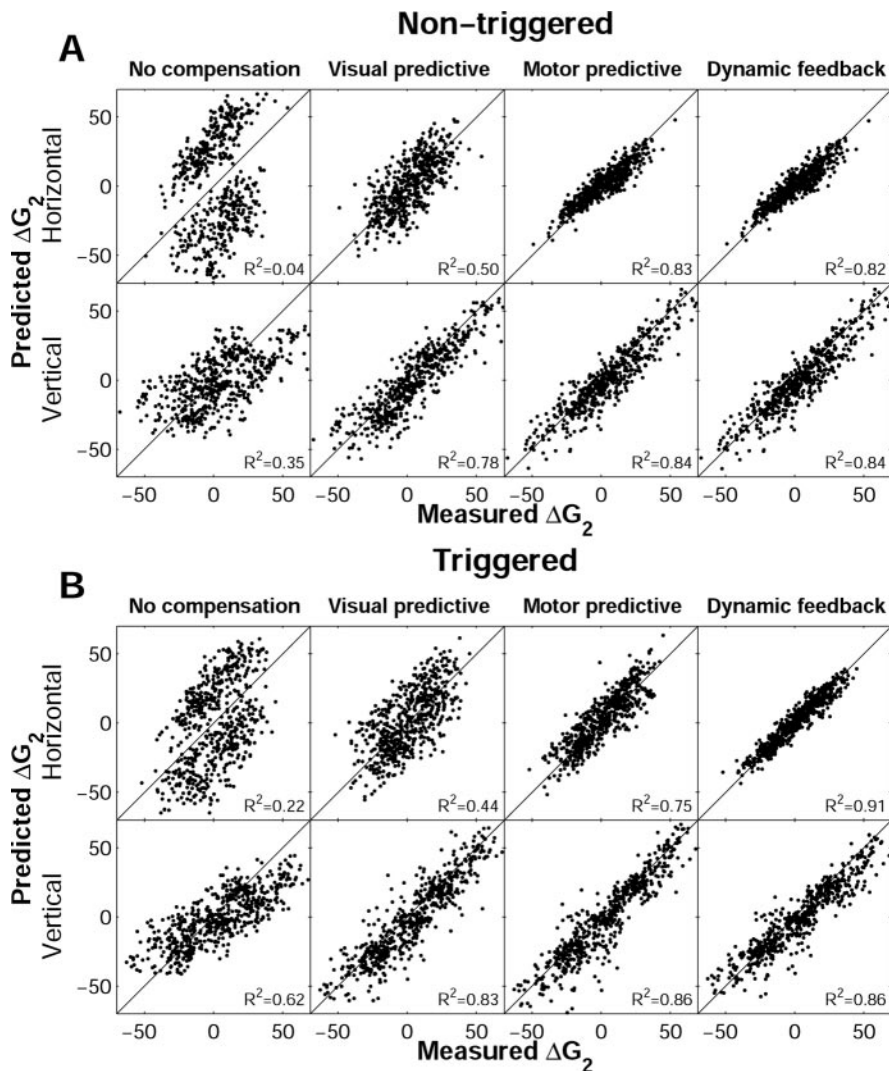 Non−triggered
A
No compensation Visual predictive Motor predictive Dynamic feedback
Predicted ΔG2
Horizontal
50
0
−50
R2=0.04 R2=0.50 R2=0.83 R2=0.82
Vertical
50
0
−50
R2=0.35 R2=0.78 R2=0.84 R2=0.84
−50 0 50 −50 0 50 −50 0 50 −50 0 50
Measured ΔG2
Triggered
B
No compensation Visual predictive Motor predictive Dynamic feedback
Predicted ΔG2
Horizontal
50
0
−50
R2=0.22 R2=0.44 R2=0.75 R2=0.91
Vertical
50
0
−50
R2=0.62 R2=0.83 R2=0.86 R2=0.86
−50 0 50 −50 0 50 −50 0 50 −50 0 50
Measured ΔG2